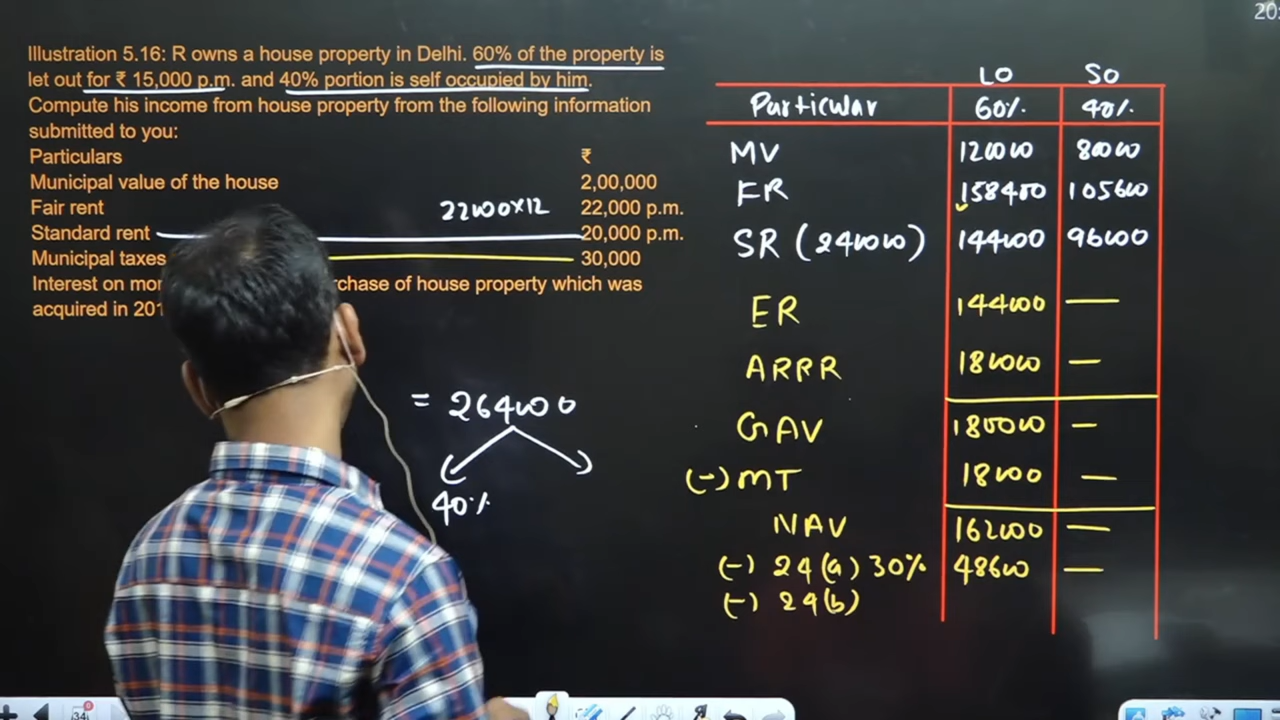 20
Illustration 5.16: R owns a house property in Delhi. 60% of the property is
let out for ₹ 15,000 p.m. and 40% portion is self occupied by him.
Compute his income from house property from the following information
submitted to you:
Particulars ₹
Municipal value of the house 2,00,000
Fair rent 22000×12 22,000 p.m.
Standard rent 20,000 p.m.
Municipal taxes 30,000
Interest on of house property which was
acquired in
= 264000
40%
LO SO
Particular 60% 40%
MV 120000 80000
FR 158400 105600
SR (240000) 144000 96000
ER 144000 —
ARRR 180000 —
GAV 180000 —
(-) MT 18000 —
NAV 162000 —
(-) 24(a) 30% 48600 —
(-) 24(b)
34